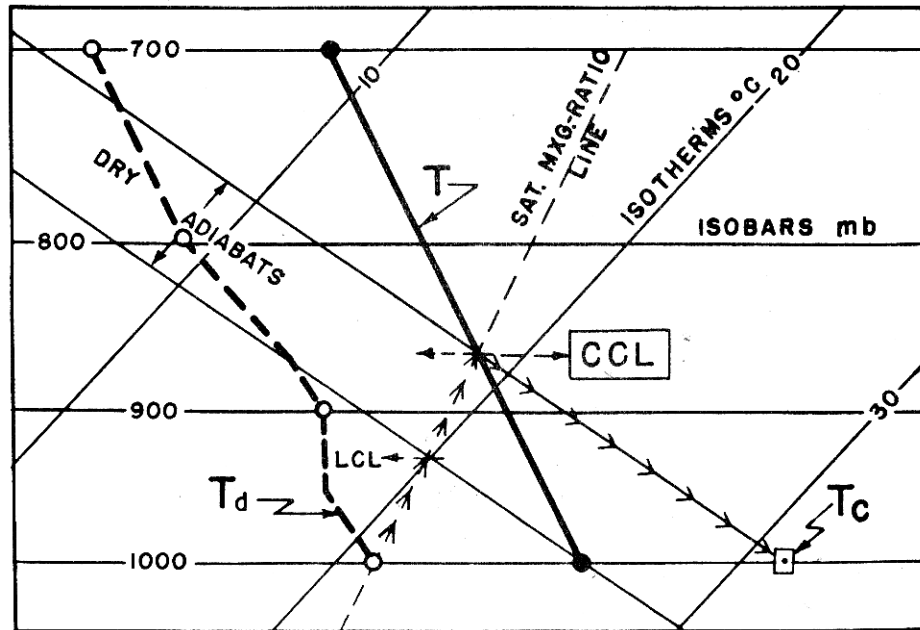 700
10
20
DRY
ADIABATS
T
SAT. MXG.-RATIO
LINE
ISOTHERMS °C
800
ISOBARS mb
CCL
900
30
LCL
Td
Tc
1000